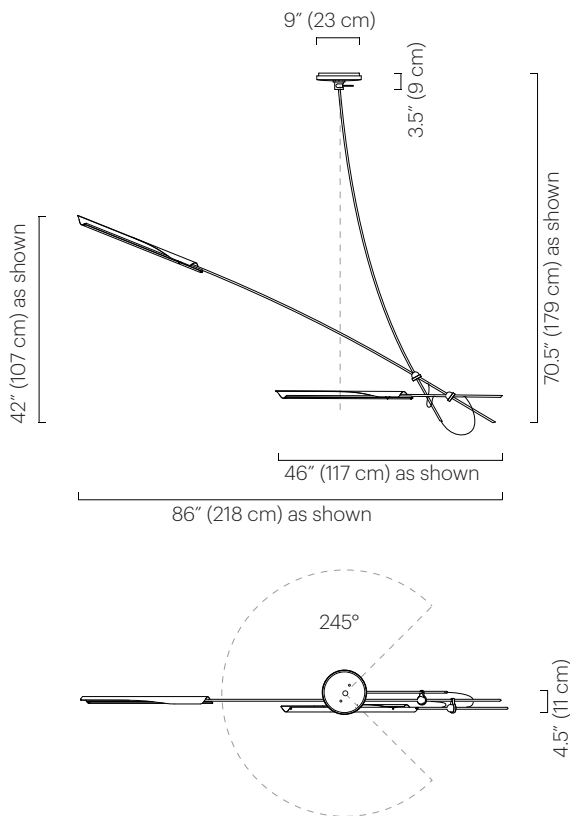 9” (23 cm)
3.5” (9 cm)
42” (107 cm) as shown
70.5” (179 cm) as shown
46” (117 cm) as shown
86” (218 cm) as shown
245°
4.5” (11 cm)